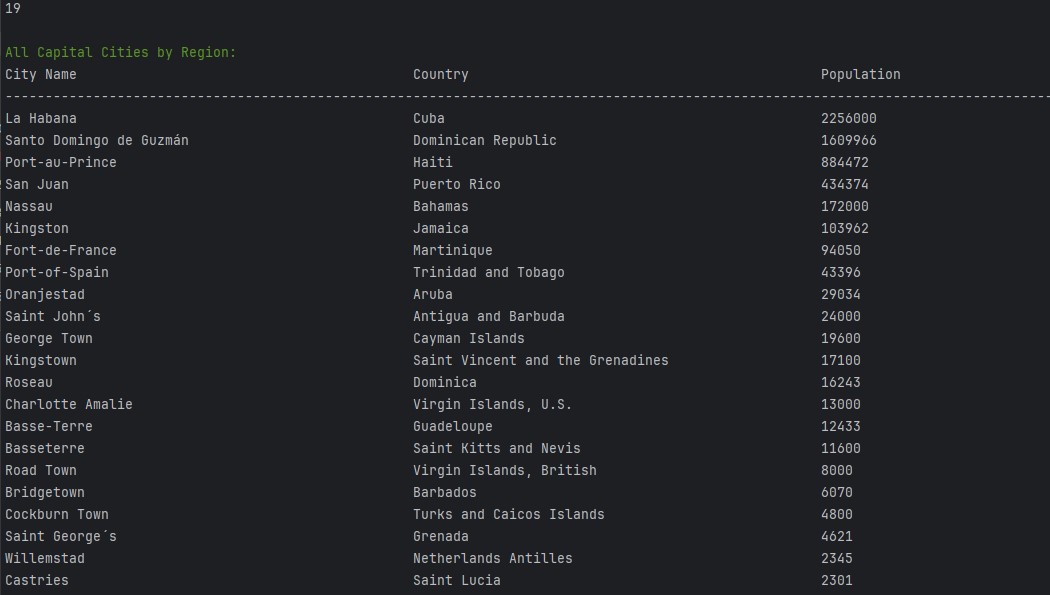 19
All Capital Cities by Region:
City Name Country Population
--------------------------------------------------------------------------------------------------------------------------------------
La Habana Cuba 2256000
Santo Domingo de Guzmán Dominican Republic 1609966
Port-au-Prince Haiti 884472
San Juan Puerto Rico 434374
Nassau Bahamas 172000
Kingston Jamaica 103962
Fort-de-France Martinique 94050
Port-of-Spain Trinidad and Tobago 43396
Oranjestad Aruba 29034
Saint John´s Antigua and Barbuda 24000
George Town Cayman Islands 19600
Kingstown Saint Vincent and the Grenadines 17100
Roseau Dominica 16243
Charlotte Amalie Virgin Islands, U.S. 13000
Basse-Terre Guadeloupe 12433
Basseterre Saint Kitts and Nevis 11600
Road Town Virgin Islands, British 8000
Bridgetown Barbados 6070
Cockburn Town Turks and Caicos Islands 4800
Saint George´s Grenada 4621
Willemstad Netherlands Antilles 2345
Castries Saint Lucia 2301